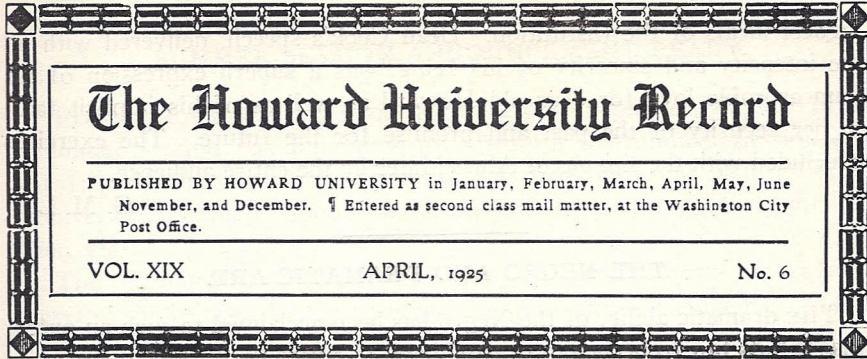 The Howard University Record
PUBLISHED BY HOWARD UNIVERSITY in January, February, March, April, May, June
November, and December. ¶ Entered as second class mail matter, at the Washington City
Post Office.
VOL. XIX APRIL, 1925 No. 6